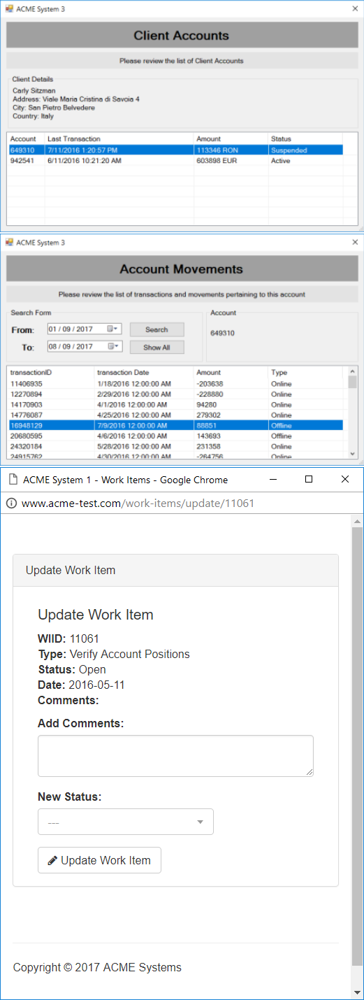 ACME System 3
Client Accounts
Please review the list of Client Accounts
Client Details
Carly Sitzman
Address: Viale Maria Cristina di Savoia 4
City: San Pietro Belvedere
Country: Italy
Account Last Transaction Amount Status
649310 7/11/2016 1:20:57 PM 113346 RON Suspended
942541 6/11/2016 10:21:20 AM 603898 EUR Active
ACME System 3
Account Movements
Please review the list of transactions and movements pertaining to this account
Search Form
From: 01 / 09 / 2017 Search
To: 08 / 09 / 2017 Show All
Account
649310
transactionID transaction Date Amount Type
11406935 1/18/2016 12:00:00 AM -203638 Online
12270894 2/29/2016 12:00:00 AM -228880 Online
14170903 4/1/2016 12:00:00 AM 94280 Online
14776087 4/25/2016 12:00:00 AM 279302 Online
16948129 7/9/2016 12:00:00 AM 88851 Offline
20680595 4/6/2016 12:00:00 AM 143693 Offline
24320184 5/28/2016 12:00:00 AM 231358 Online
24915762 4/30/2016 12:00:00 AM -264756 Online
ACME System 1 - Work Items - Google Chrome
www.acme-test.com/work-items/update/11061
Update Work Item
Update Work Item
WIID: 11061
Type: Verify Account Positions
Status: Open
Date: 2016-05-11
Comments:
Add Comments:
New Status:
---
Update Work Item
Copyright © 2017 ACME Systems